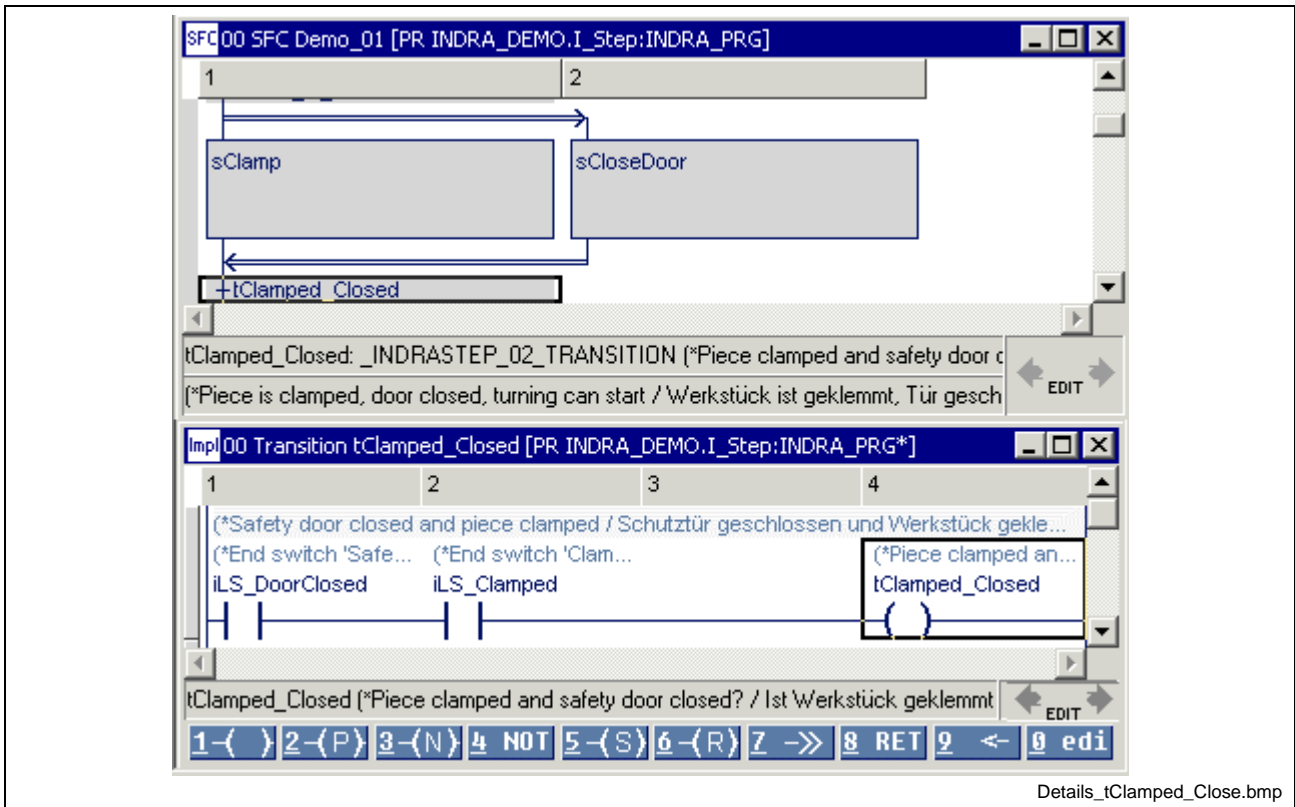 SFC 00 SFC Demo_01 [PR INDRA_DEMO.I_Step:INDRA_PRG]
1 2
sClamp sCloseDoor
tClamped_Closed
tClamped_Closed: _INDRASTEP_02_TRANSITION (*Piece clamped and safety door c
(*Piece is clamped, door closed, turning can start / Werkstück ist geklemmt, Tür gesch
EDIT
Impl 00 Transition tClamped_Closed [PR INDRA_DEMO.I_Step:INDRA_PRG*]
1 2 3 4
(*Safety door closed and piece clamped / Schutztür geschlossen und Werkstück gekle...
(*End switch 'Safe... (*End switch 'Clam... (*Piece clamped an...
iLS_DoorClosed iLS_Clamped tClamped_Closed
( )
tClamped_Closed (*Piece clamped and safety door closed? / Ist Werkstück geklemmt
EDIT
1-( ) 2-(P) 3-(N) 4 NOT 5-(S) 6-(R) 7 ->> 8 RET 9 <- 0 edi
Details_tClamped_Close.bmp